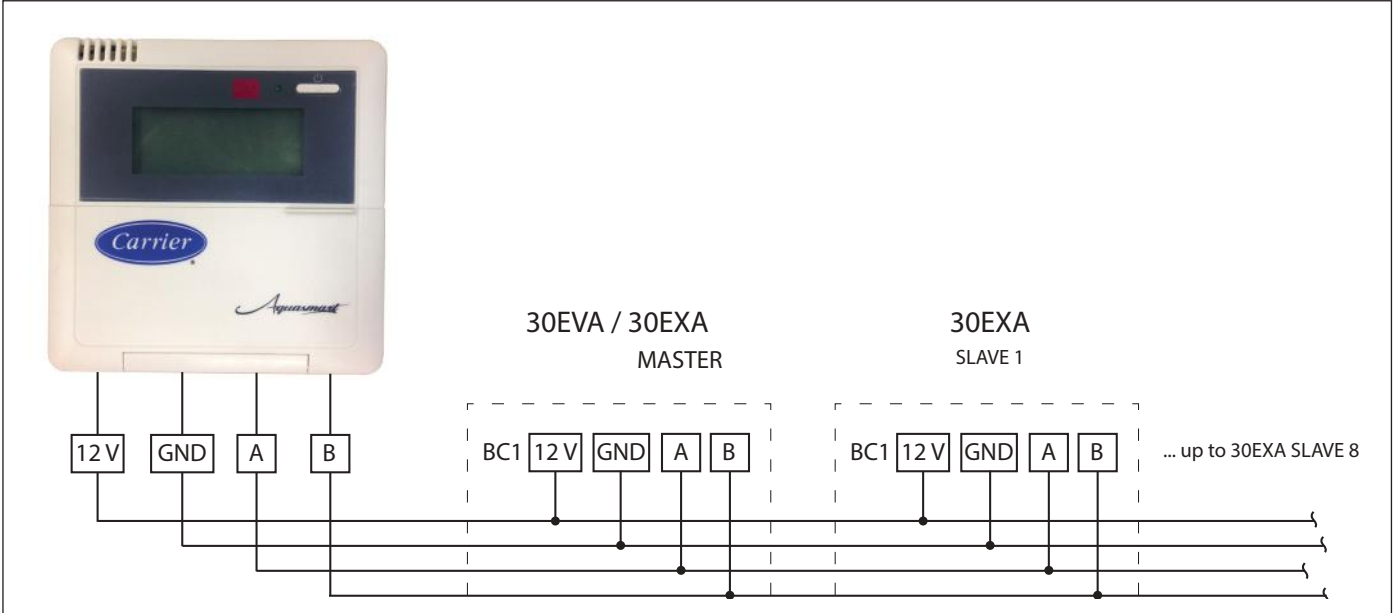 Carrier
Aquasmart
30EVA / 30EXA
MASTER
30EXA
SLAVE 1
12 V GND A B
BC1 12 V GND A B
BC1 12 V GND A B
... up to 30EXA SLAVE 8